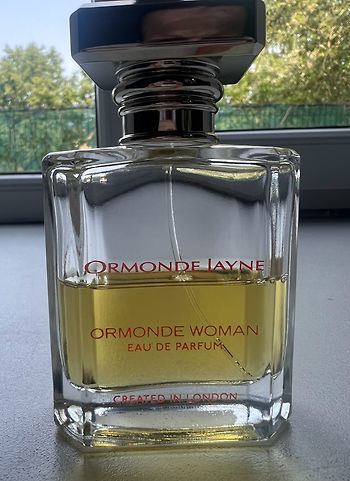 ORMONDE JAYNE
ORMONDE WOMAN
EAU DE PARFUM
CREATED IN LONDON